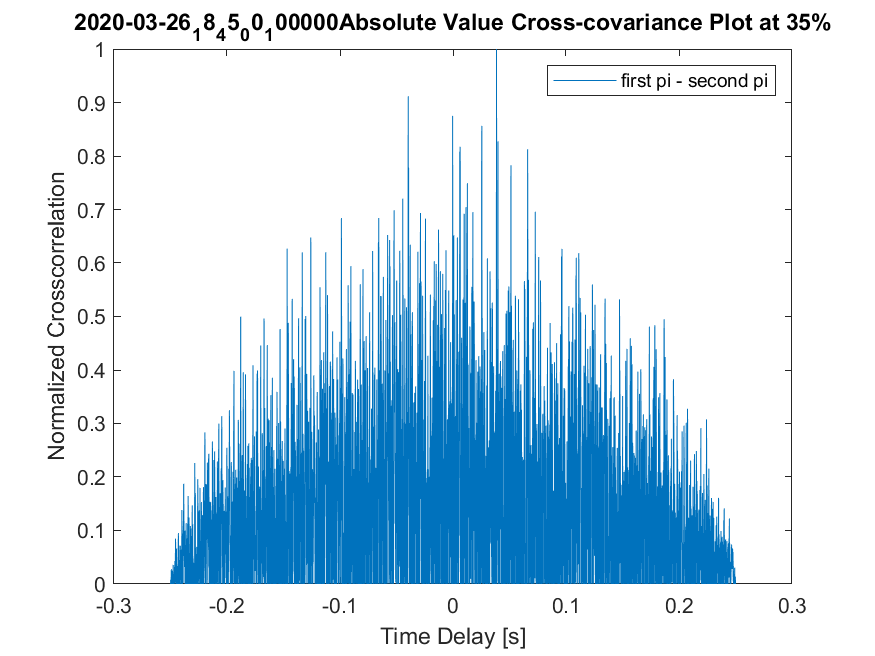 2020-03-26₁8₄5₀0₁00000Absolute Value Cross-covariance Plot at 35%
first pi - second pi
1
0.9
0.8
0.7
0.6
0.5
0.4
0.3
0.2
0.1
0
Normalized Crosscorrelation
-0.3 -0.2 -0.1 0 0.1 0.2 0.3
Time Delay [s]